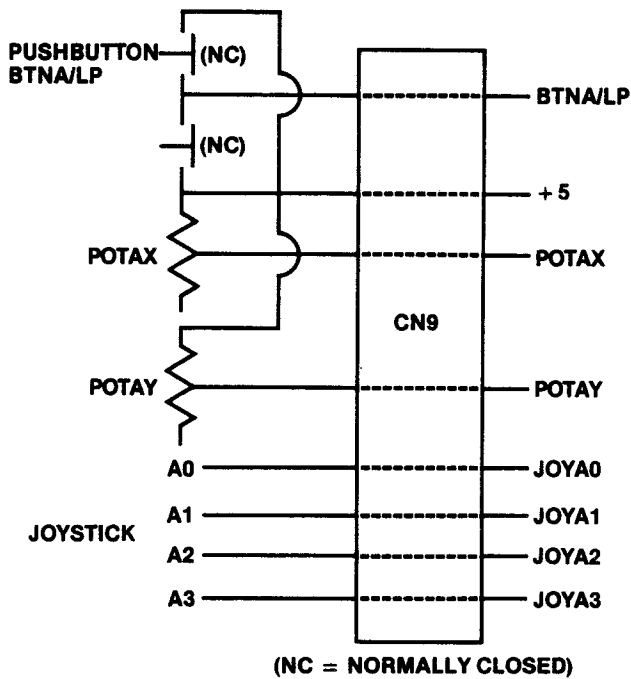 PUSHBUTTON
BTNA/LP
(NC)
BTNA/LP
(NC)
+ 5
POTAX
POTAX
CN9
POTAY
POTAY
A0
JOYA0
JOYSTICK
A1
JOYA1
A2
JOYA2
A3
JOYA3
(NC = NORMALLY CLOSED)